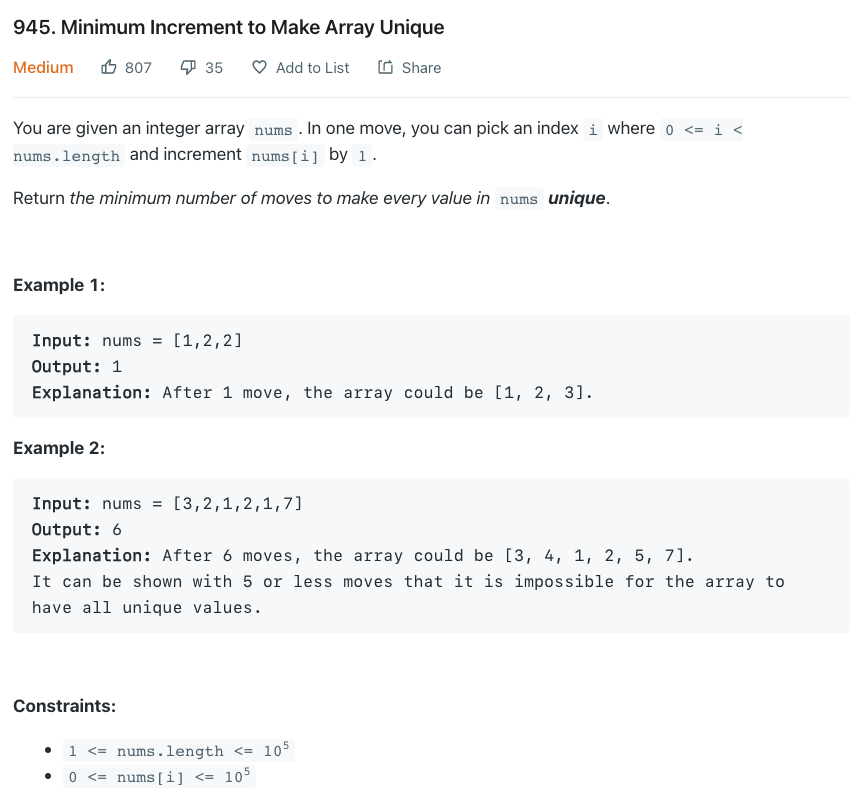 945. Minimum Increment to Make Array Unique
Medium 807 35 Add to List Share
You are given an integer array nums . In one move, you can pick an index i where 0 <= i <
nums.length and increment nums[i] by 1 .
Return the minimum number of moves to make every value in nums unique.
Example 1:
Input: nums = [1,2,2]
Output: 1
Explanation: After 1 move, the array could be [1, 2, 3].
Example 2:
Input: nums = [3,2,1,2,1,7]
Output: 6
Explanation: After 6 moves, the array could be [3, 4, 1, 2, 5, 7].
It can be shown with 5 or less moves that it is impossible for the array to
have all unique values.
Constraints:
• 1 <= nums.length <= 10⁵
• 0 <= nums[i] <= 10⁵